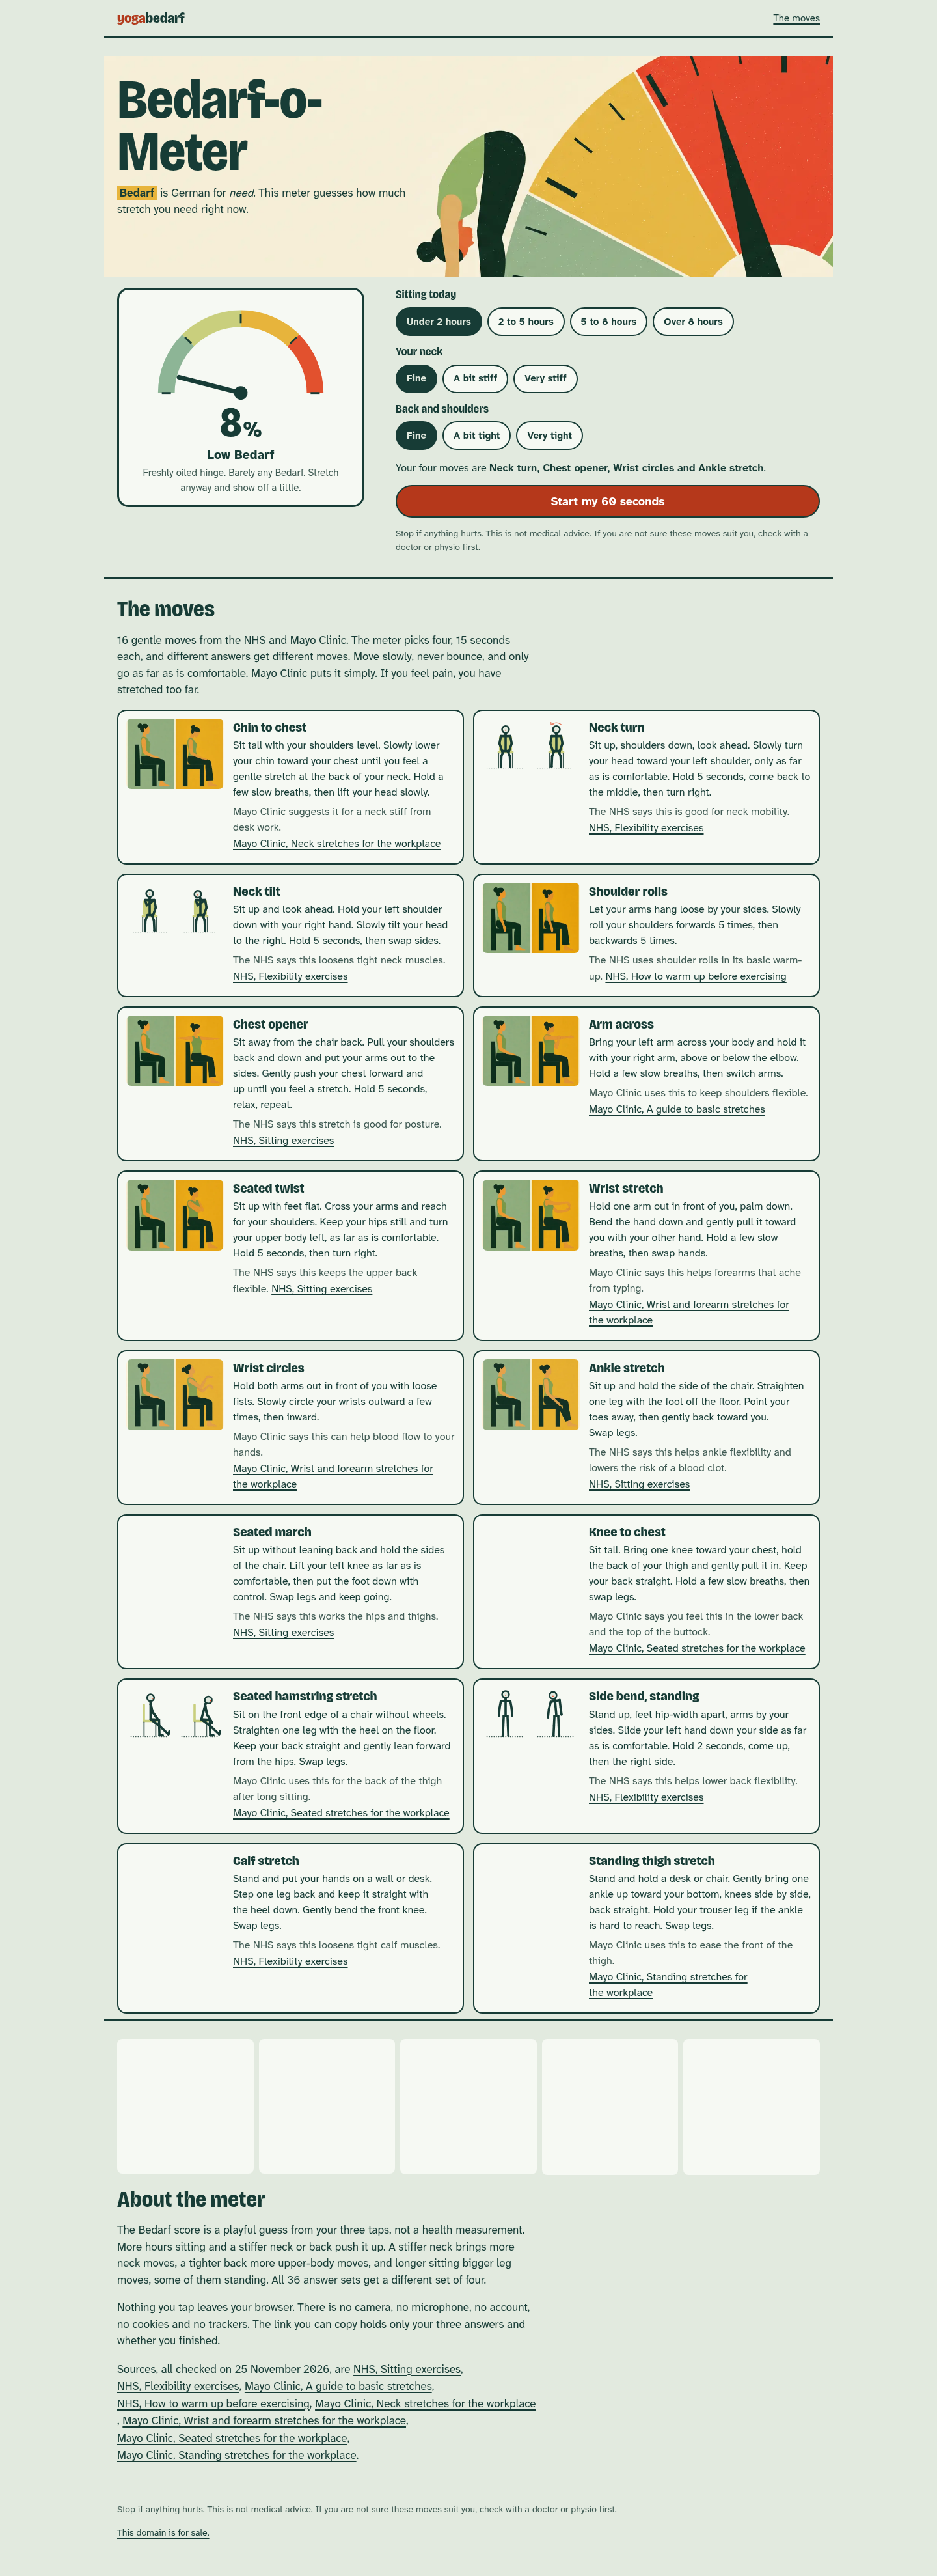 yogabedarf
The moves
Bedarf-o-
Meter
Bedarf is German for need. This meter guesses how much
stretch you need right now.
8%
Low Bedarf
Freshly oiled hinge. Barely any Bedarf. Stretch
anyway and show off a little.
Sitting today
Under 2 hours
2 to 5 hours
5 to 8 hours
Over 8 hours
Your neck
Fine
A bit stiff
Very stiff
Back and shoulders
Fine
A bit tight
Very tight
Your four moves are Neck turn, Chest opener, Wrist circles and Ankle stretch.
Start my 60 seconds
Stop if anything hurts. This is not medical advice. If you are not sure these moves suit you, check with a
doctor or physio first.
The moves
16 gentle moves from the NHS and Mayo Clinic. The meter picks four, 15 seconds
each, and different answers get different moves. Move slowly, never bounce, and only
go as far as is comfortable. Mayo Clinic puts it simply. If you feel pain, you have
stretched too far.
Chin to chest
Sit tall with your shoulders level. Slowly lower
your chin toward your chest until you feel a
gentle stretch at the back of your neck. Hold a
few slow breaths, then lift your head slowly.
Mayo Clinic suggests it for a neck stiff from
desk work.
Mayo Clinic, Neck stretches for the workplace
Neck turn
Sit up, shoulders down, look ahead. Slowly turn
your head toward your left shoulder, only as far
as is comfortable. Hold 5 seconds, come back to
the middle, then turn right.
The NHS says this is good for neck mobility.
NHS, Flexibility exercises
Neck tilt
Sit up and look ahead. Hold your left shoulder
down with your right hand. Slowly tilt your head
to the right. Hold 5 seconds, then swap sides.
The NHS says this loosens tight neck muscles.
NHS, Flexibility exercises
Shoulder rolls
Let your arms hang loose by your sides. Slowly
roll your shoulders forwards 5 times, then
backwards 5 times.
The NHS uses shoulder rolls in its basic warm-
up. NHS, How to warm up before exercising
Chest opener
Sit away from the chair back. Pull your shoulders
back and down and put your arms out to the
sides. Gently push your chest forward and
up until you feel a stretch. Hold 5 seconds,
relax, repeat.
The NHS says this stretch is good for posture.
NHS, Sitting exercises
Arm across
Bring your left arm across your body and hold it
with your right arm, above or below the elbow.
Hold a few slow breaths, then switch arms.
Mayo Clinic uses this to keep shoulders flexible.
Mayo Clinic, A guide to basic stretches
Seated twist
Sit up with feet flat. Cross your arms and reach
for your shoulders. Keep your hips still and turn
your upper body left, as far as is comfortable.
Hold 5 seconds, then turn right.
The NHS says this keeps the upper back
flexible. NHS, Sitting exercises
Wrist stretch
Hold one arm out in front of you, palm down.
Bend the hand down and gently pull it toward
you with your other hand. Hold a few slow
breaths, then swap hands.
Mayo Clinic says this helps forearms that ache
from typing.
Mayo Clinic, Wrist and forearm stretches for
the workplace
Wrist circles
Hold both arms out in front of you with loose
fists. Slowly circle your wrists outward a few
times, then inward.
Mayo Clinic says this can help blood flow to your
hands.
Mayo Clinic, Wrist and forearm stretches for
the workplace
Ankle stretch
Sit up and hold the side of the chair. Straighten
one leg with the foot off the floor. Point your
toes away, then gently back toward you.
Swap legs.
The NHS says this helps ankle flexibility and
lowers the risk of a blood clot.
NHS, Sitting exercises
Seated march
Sit up without leaning back and hold the sides
of the chair. Lift your left knee as far as is
comfortable, then put the foot down with
control. Swap legs and keep going.
The NHS says this works the hips and thighs.
NHS, Sitting exercises
Knee to chest
Sit tall. Bring one knee toward your chest, hold
the back of your thigh and gently pull it in. Keep
your back straight. Hold a few slow breaths, then
swap legs.
Mayo Clinic says you feel this in the lower back
and the top of the buttock.
Mayo Clinic, Seated stretches for the workplace
Seated hamstring stretch
Sit on the front edge of a chair without wheels.
Straighten one leg with the heel on the floor.
Keep your back straight and gently lean forward
from the hips. Swap legs.
Mayo Clinic uses this for the back of the thigh
after long sitting.
Mayo Clinic, Seated stretches for the workplace
Side bend, standing
Stand up, feet hip-width apart, arms by your
sides. Slide your left hand down your side as far
as is comfortable. Hold 2 seconds, come up,
then the right side.
The NHS says this helps lower back flexibility.
NHS, Flexibility exercises
Calf stretch
Stand and put your hands on a wall or desk.
Step one leg back and keep it straight with
the heel down. Gently bend the front knee.
Swap legs.
The NHS says this loosens tight calf muscles.
NHS, Flexibility exercises
Standing thigh stretch
Stand and hold a desk or chair. Gently bring one
ankle up toward your bottom, knees side by side,
back straight. Hold your trouser leg if the ankle
is hard to reach. Swap legs.
Mayo Clinic uses this to ease the front of the
thigh.
Mayo Clinic, Standing stretches for
the workplace
About the meter
The Bedarf score is a playful guess from your three taps, not a health measurement.
More hours sitting and a stiffer neck or back push it up. A stiffer neck brings more
neck moves, a tighter back more upper-body moves, and longer sitting bigger leg
moves, some of them standing. All 36 answer sets get a different set of four.
Nothing you tap leaves your browser. There is no camera, no microphone, no account,
no cookies and no trackers. The link you can copy holds only your three answers and
whether you finished.
Sources, all checked on 25 November 2026, are NHS, Sitting exercises,
NHS, Flexibility exercises, Mayo Clinic, A guide to basic stretches,
NHS, How to warm up before exercising, Mayo Clinic, Neck stretches for the workplace
, Mayo Clinic, Wrist and forearm stretches for the workplace,
Mayo Clinic, Seated stretches for the workplace,
Mayo Clinic, Standing stretches for the workplace.
Stop if anything hurts. This is not medical advice. If you are not sure these moves suit you, check with a doctor or physio first.
This domain is for sale.